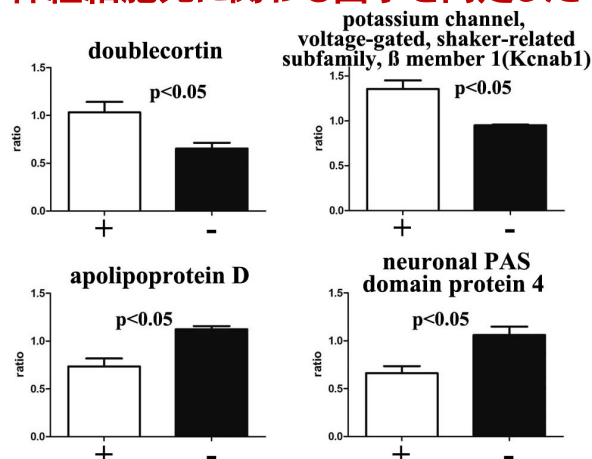 doublecortin
1.5
p<0.05
1.0
ratio
0.5
0.0
+
-
potassium channel,
voltage-gated, shaker-related
subfamily, ß member 1(Kcnab1)
1.5
p<0.05
1.0
ratio
0.5
0.0
+
-
apolipoprotein D
1.5
p<0.05
1.0
ratio
0.5
0.0
+
-
neuronal PAS
domain protein 4
1.5
p<0.05
1.0
ratio
0.5
0.0
+
-